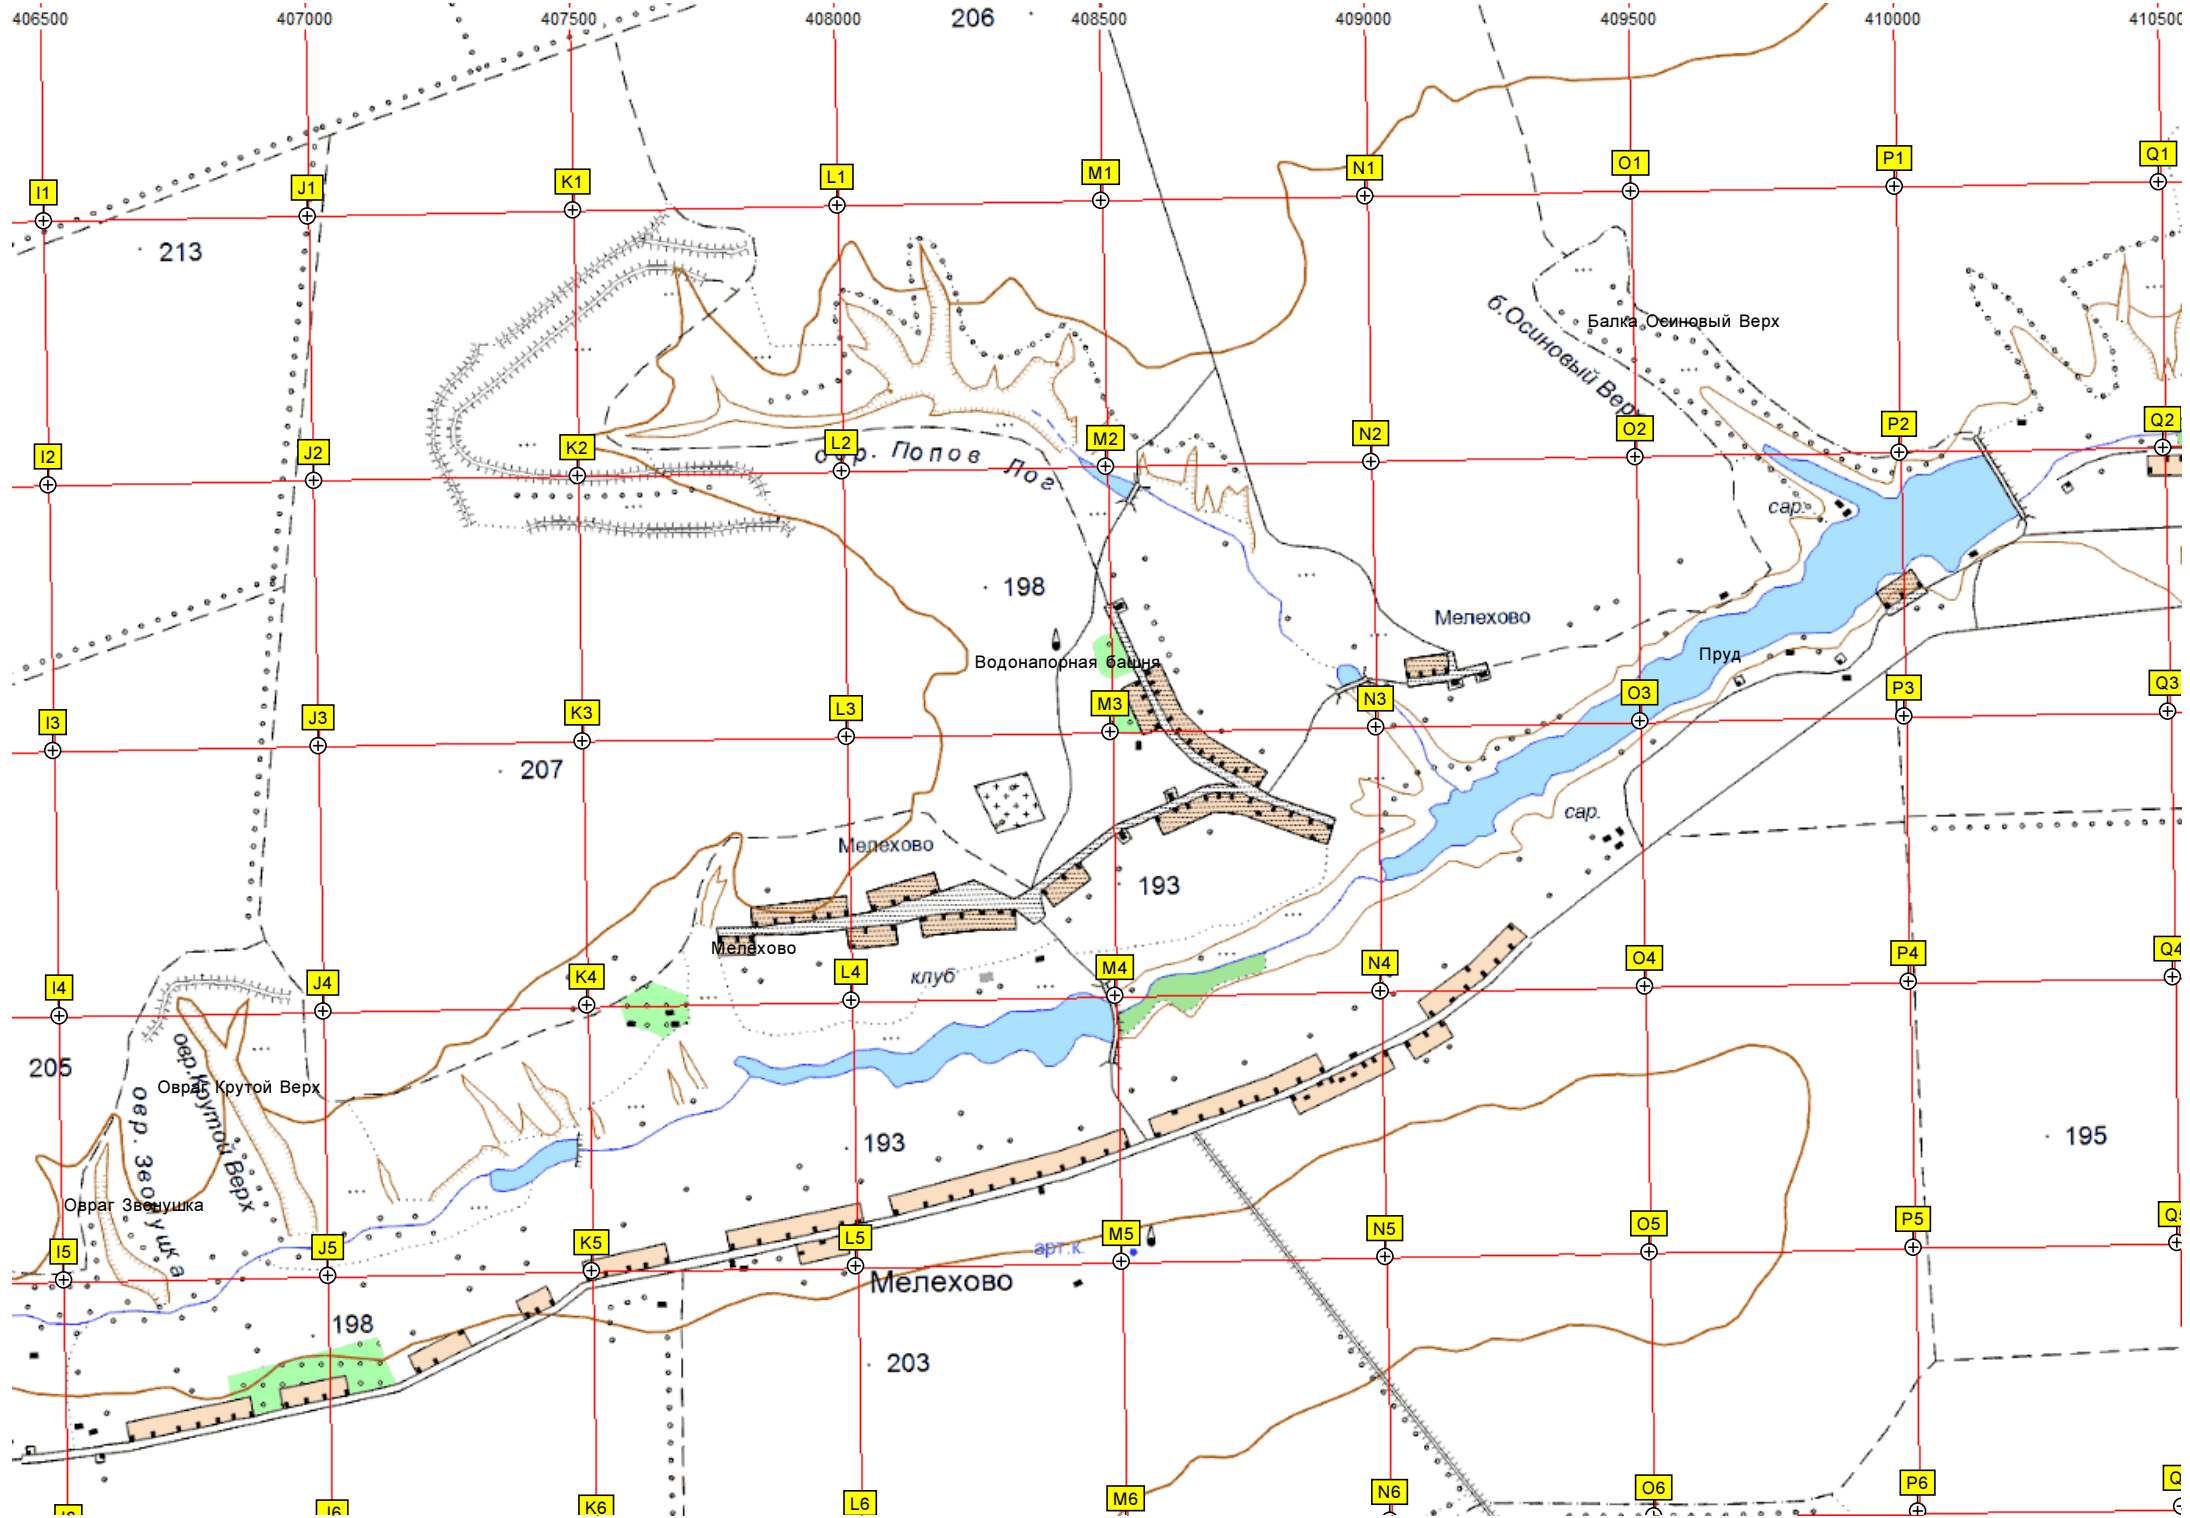 406500 407000 407500 408000 408500 409000 409500 410000 41050
206
I1 J1 K1 L1 M1 N1 O1 P1 Q1
213
б.Осиновый Верх
Балка Осиновый Верх
I2 J2 K2 L2 M2 N2 O2 P2 Q2
овр. Попов Лог
сар.
198
Мелехово
Водонапорная башня
Пруд
I3 J3 K3 L3 M3 N3 O3 P3 Q3
207
сар.
Мелехово
193
Мелехово
клуб
I4 J4 K4 L4 M4 N4 O4 P4 Q4
205
овр.Крутой Верх
Овраг Крутой Верх
193
195
овр. Звонушка
Овраг Звонушка
I5 J5 K5 L5 M5 N5 O5 P5 Q5
арт.к.
Мелехово
198
203
I6 J6 K6 L6 M6 N6 O6 P6 Q